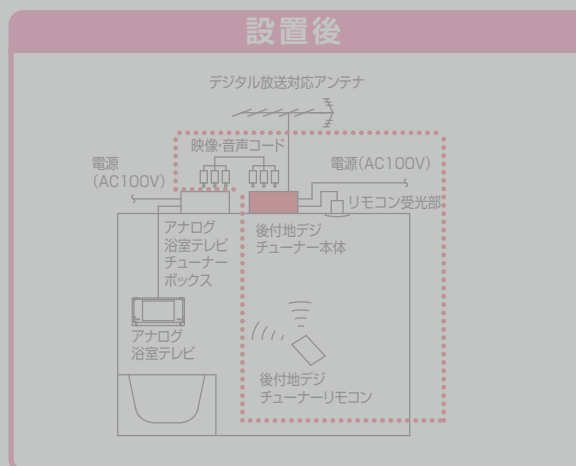 設置後
デジタル放送対応アンテナ
映像・音声コード
電源
(AC100V)
電源(AC100V)
リモコン受光部
アナログ
浴室テレビ
チューナー
ボックス
後付地デジ
チューナー本体
アナログ
浴室テレビ
後付地デジ
チューナーリモコン